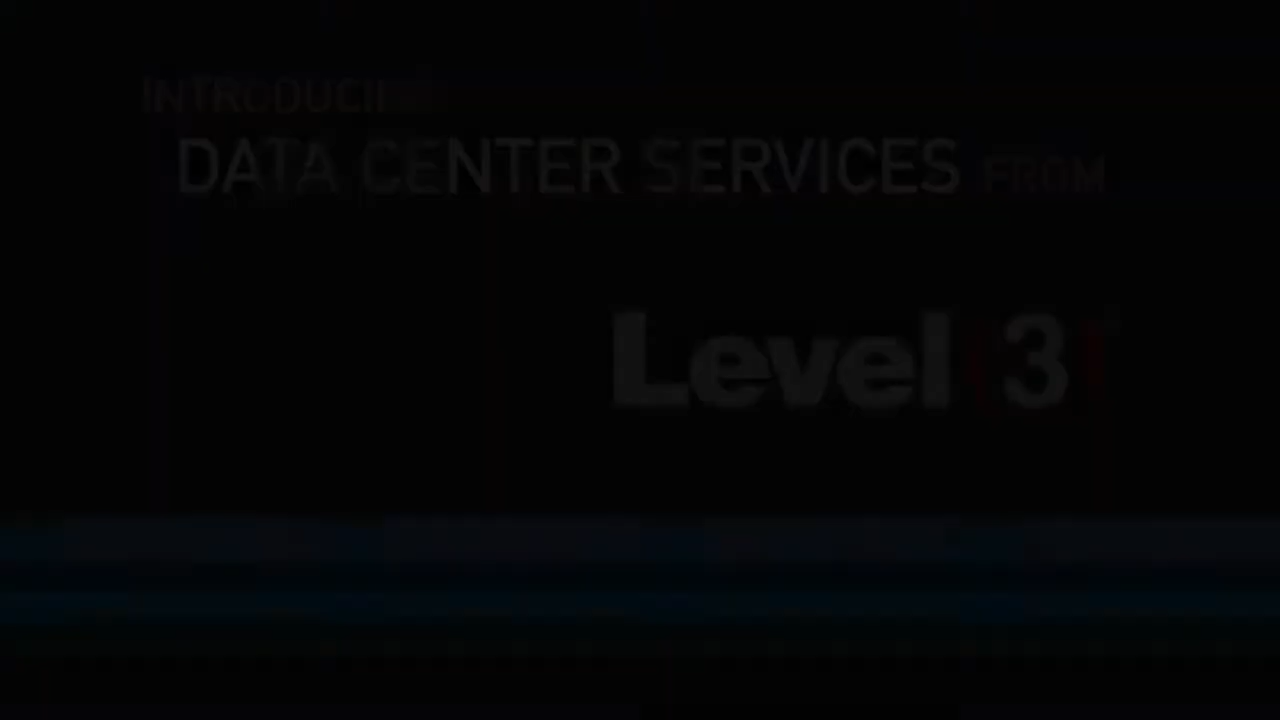 INTRODUCING
DATA CENTER SERVICES FROM
Level 3